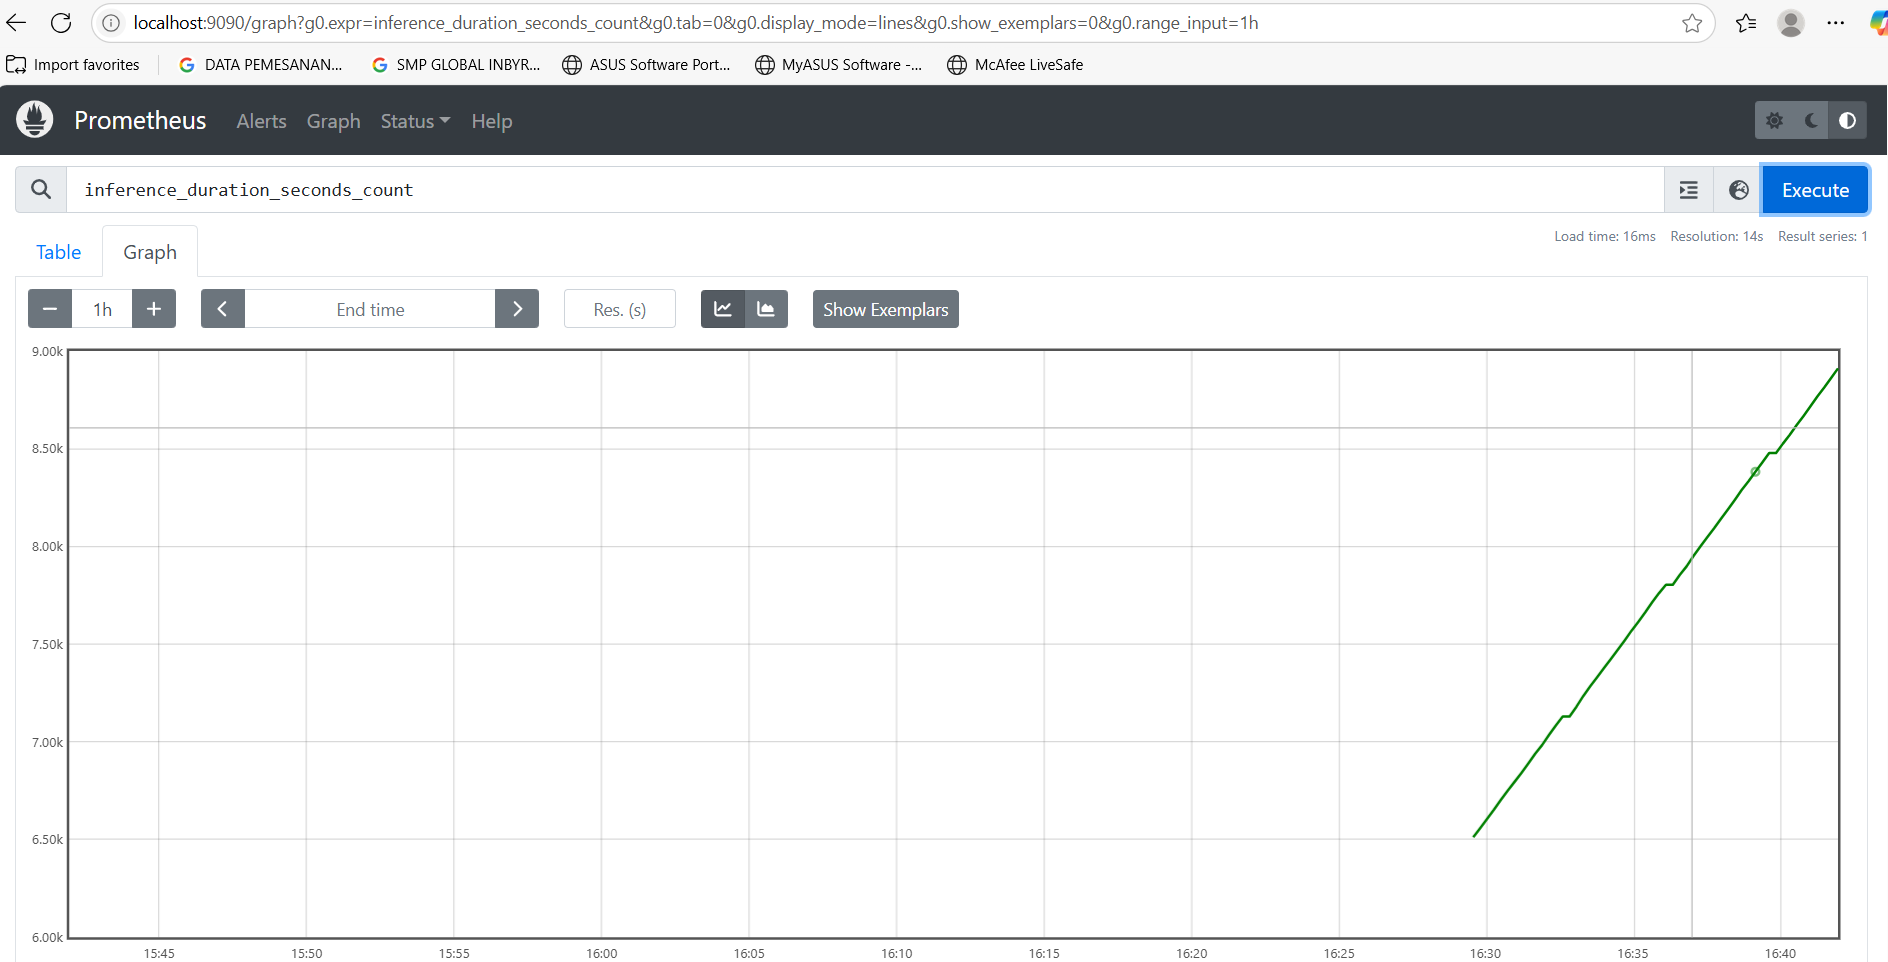 localhost:9090/graph?g0.expr=inference_duration_seconds_count&g0.tab=0&g0.display_mode=lines&g0.show_exemplars=0&g0.range_input=1h
Import favorites DATA PEMESANAN... SMP GLOBAL INBYR... ASUS Software Port... MyASUS Software -... McAfee LiveSafe
Prometheus Alerts Graph Status Help
inference_duration_seconds_count Execute
Load time: 16ms Resolution: 14s Result series: 1
Table Graph
1h End time Res. (s) Show Exemplars
9.00k
8.50k
8.00k
7.50k
7.00k
6.50k
6.00k
15:45 15:50 15:55 16:00 16:05 16:10 16:15 16:20 16:25 16:30 16:35 16:40